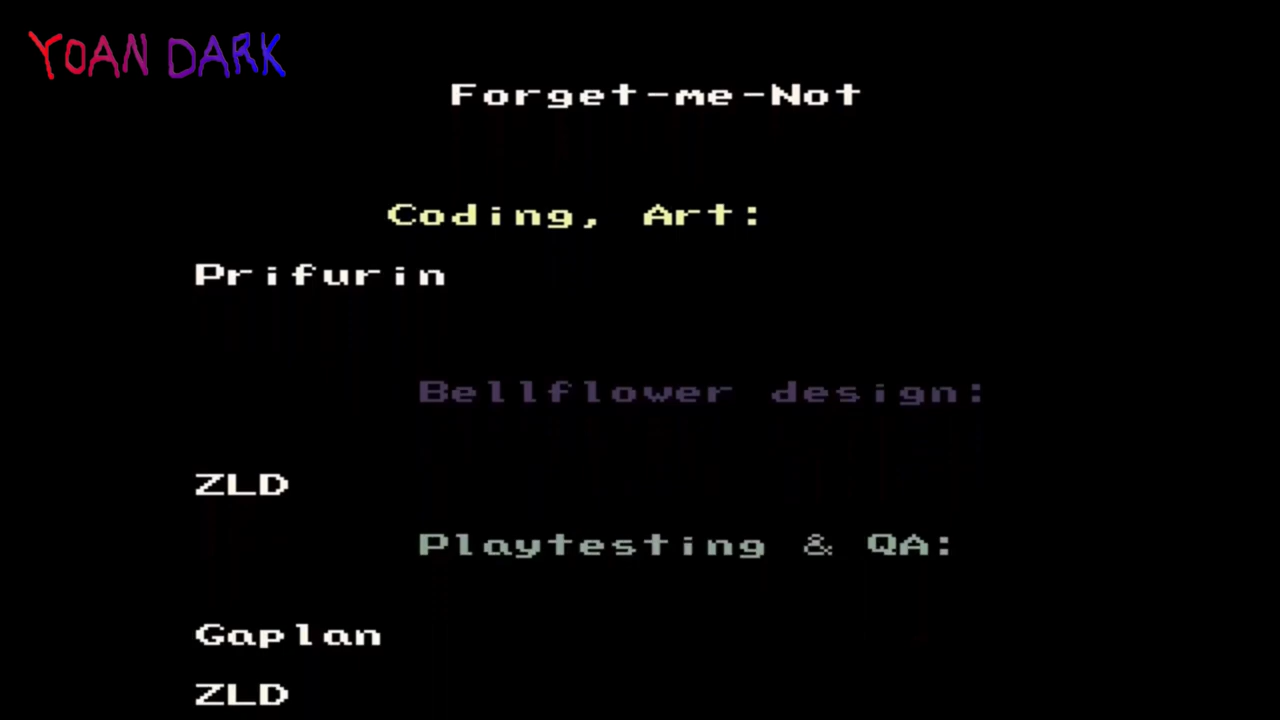 YOAN DARK
Forget-me-Not
Coding, Art:
Prifurin
Bellflower design:
ZLD
Playtesting & QA:
Gaplan
ZLD